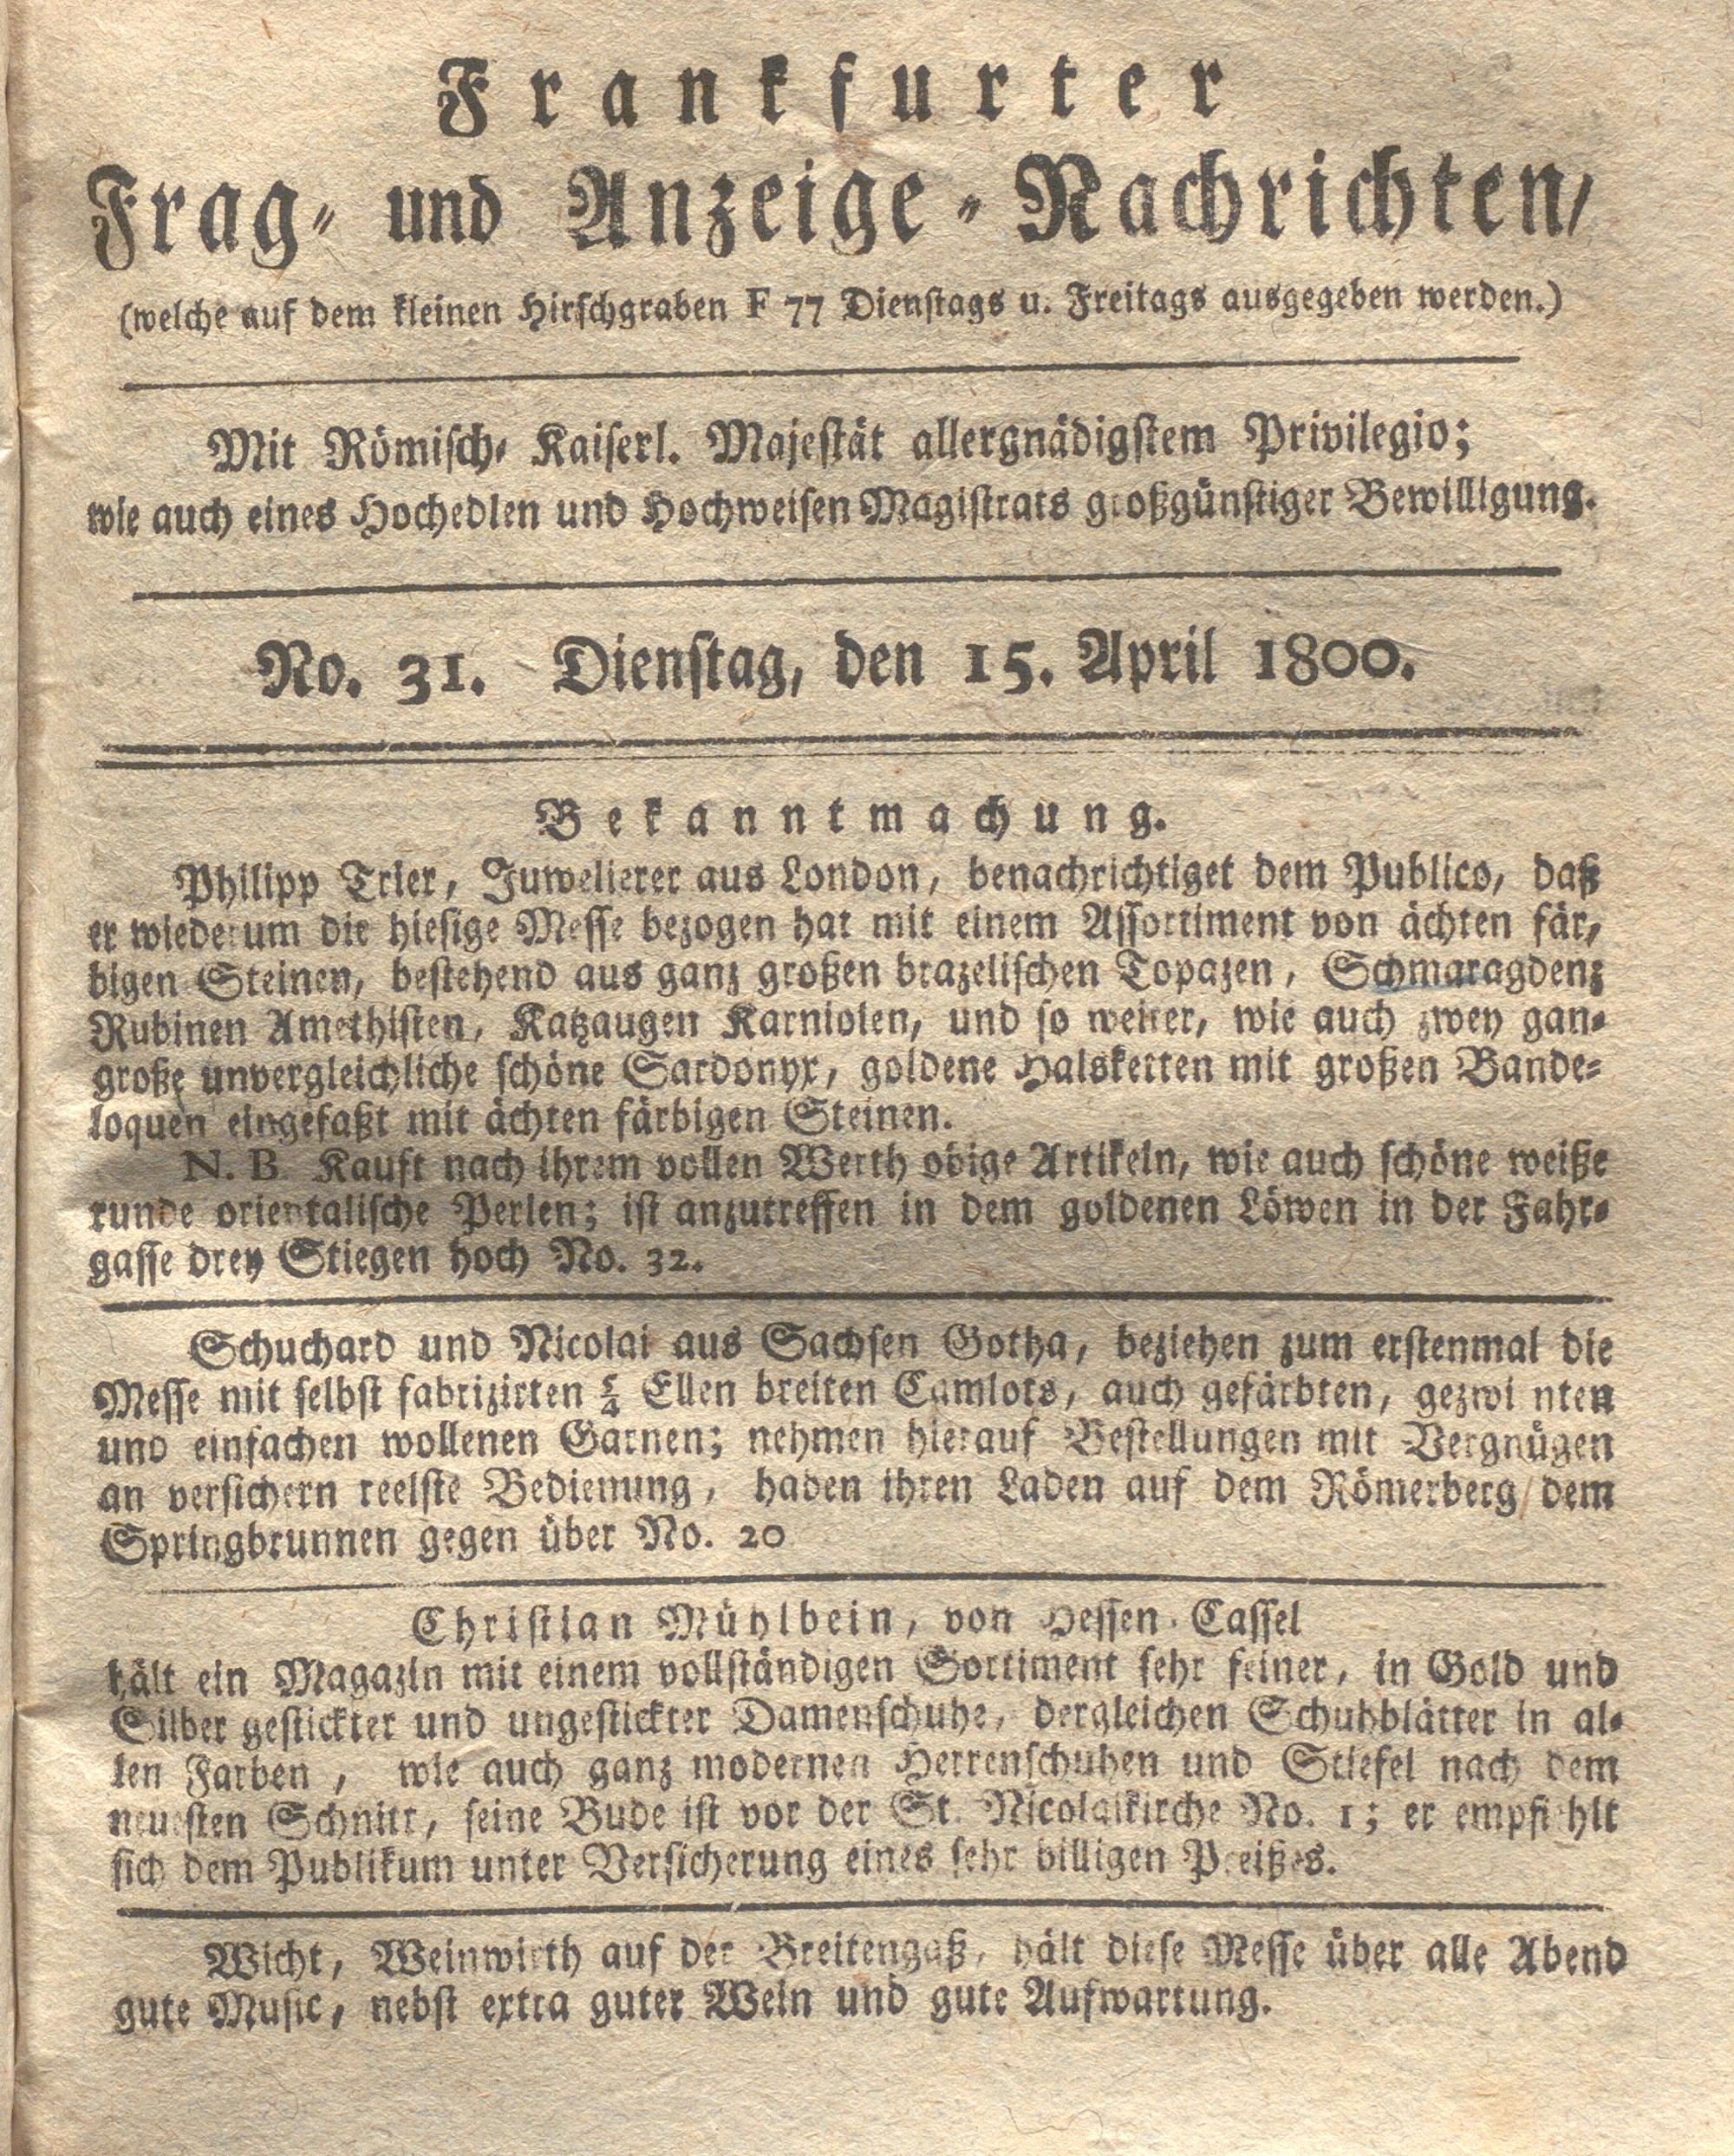 Frankfurter
Frag- und Anzeige-Nachrichten/
(welche auf dem kleinen Hirschgraben F 77 Dienstags u. Freitags ausgegeben werden.)
Mit Römisch- Kaiserl. Majestät allergnädigstem Privilegio;
wie auch eines Hochedlen und Hochweisen Magistrats großgünstiger Bewilligung.
No. 31. Dienstag, den 15. April 1800.
Bekanntmachung.
Philipp Trier, Juwelierer aus London, benachrichtiget dem Publico, daß
er wiederum die hiesige Messe bezogen hat mit einem Assortiment von ächten fär-
bigen Steinen, bestehend aus ganz großen brazelischen Topazen, Schmaragdenz
Rubinen Amethisten, Katzaugen Karniolen, und so weiter, wie auch zwey gan-
große unvergleichliche schöne Sardonyx, goldene Halsketten mit großen Bande-
loquen eingefaßt mit ächten färbigen Steinen.
N. B. Kauft nach ihrem vollen Werth obige Artikeln, wie auch schöne weiße
runde orientalische Perlen; ist anzutreffen in dem goldenen Löwen in der Fahr-
gasse drey Stiegen hoch No. 32.
Schuchard und Nicolai aus Sachsen Gotha, beziehen zum erstenmal die
Messe mit selbst fabrizirten 5/4 Ellen breiten Camlots, auch gefärbten, gezwi nten
und einfachen wollenen Garnen; nehmen hierauf Bestellungen mit Vergnügen
an versichern reelste Bedienung, haben ihren Laden auf dem Römerberg/dem
Springbrunnen gegen über No. 20
Christian Mühlbein, von Hessen-Cassel
hält ein Magazin mit einem vollständigen Sortiment sehr feiner, in Gold und
Silber gestickter und ungestickter Damenschuhe, dergleichen Schuhblätter in al-
len Farben, wie auch ganz modernen Herrenschuhen und Stiefel nach dem
neuesten Schnitt, seine Bude ist vor der St. Nicolaikirche No. 1; er empfiehlt
sich dem Publikum unter Versicherung eines sehr billigen Preißes.
Wicht, Weinwirth auf der Breitengaß, hält diese Messe über alle Abend
gute Music, nebst extra guter Wein und gute Aufwartung.